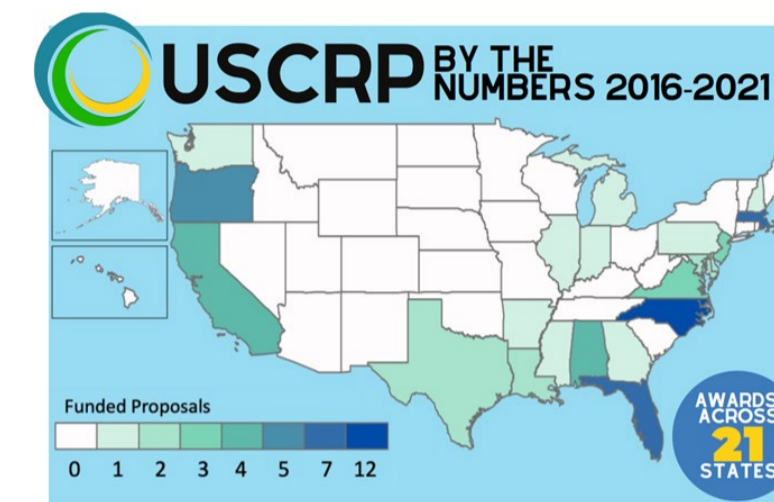 USCRP BY THE
NUMBERS 2016-2021
Funded Proposals
0 1 2 3 4 5 7 12
AWARDS
ACROSS
21
STATES